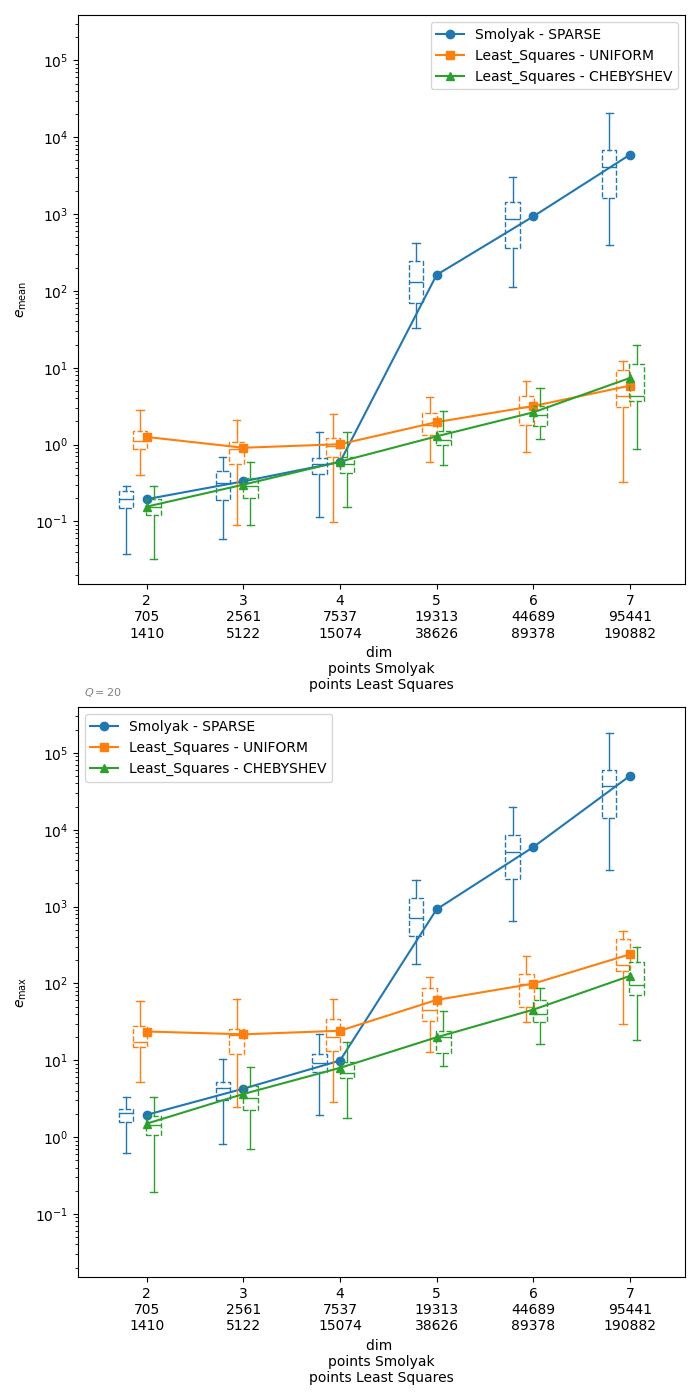 Smolyak - SPARSE
Least_Squares - UNIFORM
Least_Squares - CHEBYSHEV
10^5
10^4
10^3
10^2
10^1
10^0
10^-1
e_mean
2 3 4 5 6 7
705 2561 7537 19313 44689 95441
1410 5122 15074 38626 89378 190882
dim
points Smolyak
points Least Squares
Q = 20
Smolyak - SPARSE
Least_Squares - UNIFORM
Least_Squares - CHEBYSHEV
10^5
10^4
10^3
10^2
10^1
10^0
10^-1
e_max
2 3 4 5 6 7
705 2561 7537 19313 44689 95441
1410 5122 15074 38626 89378 190882
dim
points Smolyak
points Least Squares